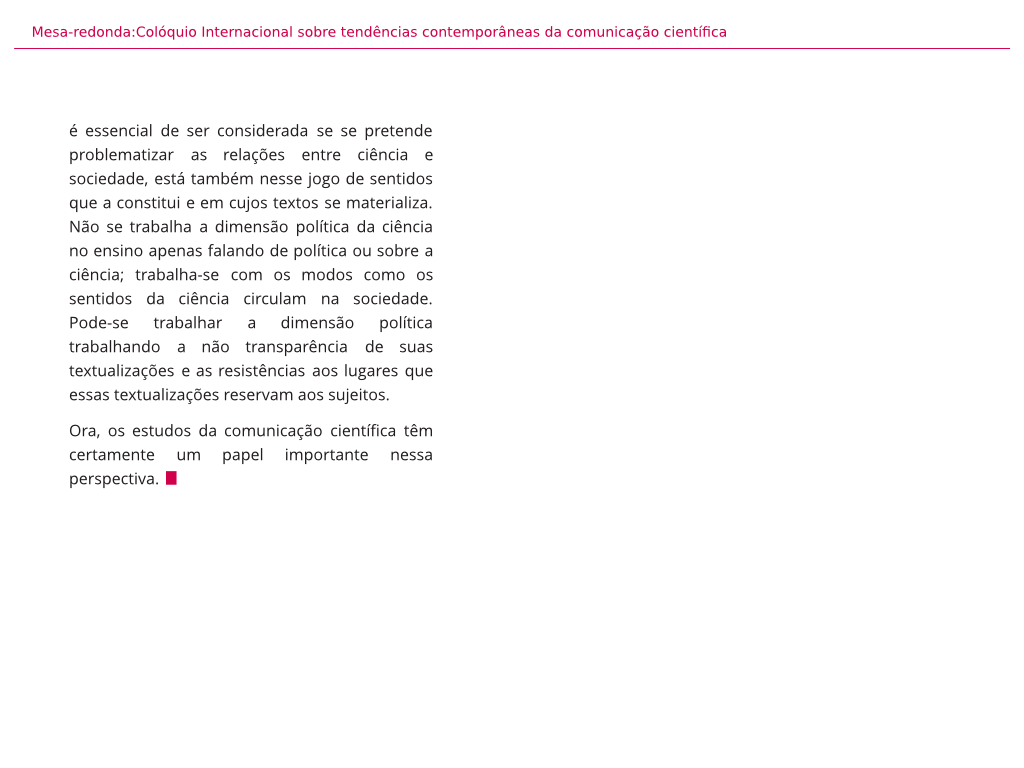 Mesa-redonda:Colóquio Internacional sobre tendências contemporâneas da comunicação científica
é essencial de ser considerada se se pretende
problematizar as relações entre ciência e
sociedade, está também nesse jogo de sentidos
que a constitui e em cujos textos se materializa.
Não se trabalha a dimensão política da ciência
no ensino apenas falando de política ou sobre a
ciência; trabalha-se com os modos como os
sentidos da ciência circulam na sociedade.
Pode-se trabalhar a dimensão política
trabalhando a não transparência de suas
textualizações e as resistências aos lugares que
essas textualizações reservam aos sujeitos.
Ora, os estudos da comunicação científica têm
certamente um papel importante nessa
perspectiva.